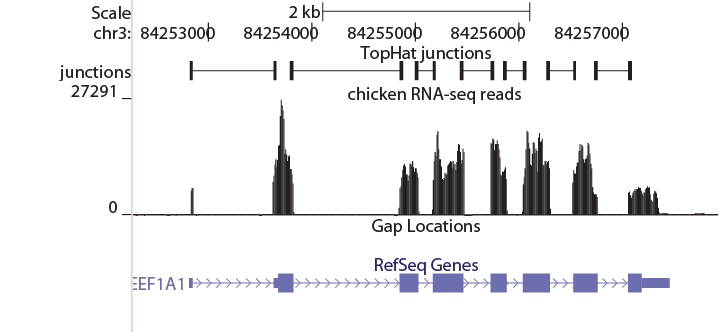 Scale 2 kb
chr3: 84253000 84254000 84255000 84256000 84257000
TopHat junctions
junctions
27291 chicken RNA-seq reads
0
Gap Locations
RefSeq Genes
EEF1A1